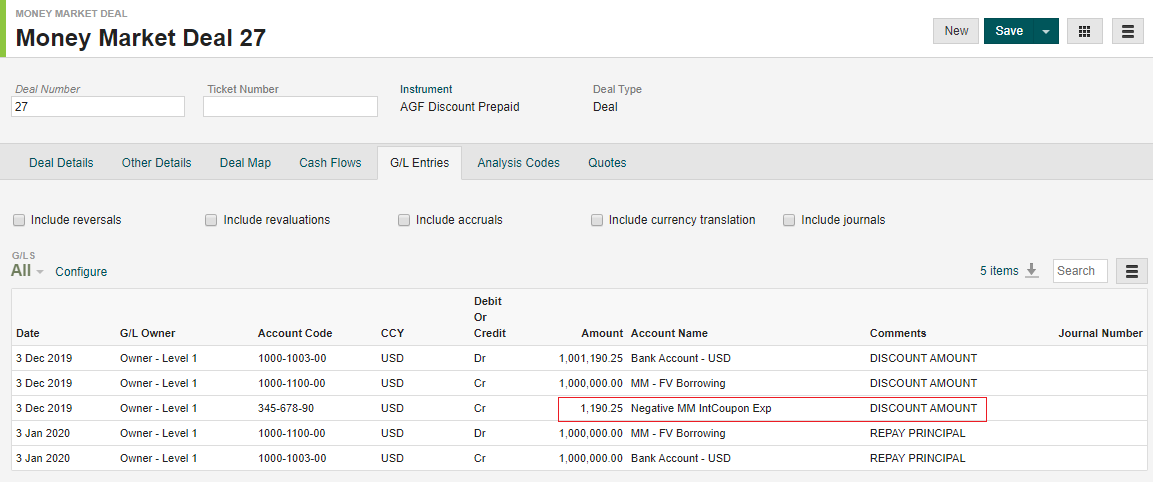 MONEY MARKET DEAL
Money Market Deal 27
New Save
Deal Number Ticket Number Instrument Deal Type
27 AGF Discount Prepaid Deal
Deal Details Other Details Deal Map Cash Flows G/L Entries Analysis Codes Quotes
Include reversals Include revaluations Include accruals Include currency translation Include journals
G/LS
All Configure 5 items Search
Debit
Or
Date G/L Owner Account Code CCY Credit Amount Account Name Comments Journal Number
3 Dec 2019 Owner - Level 1 1000-1003-00 USD Dr 1,001,190.25 Bank Account - USD DISCOUNT AMOUNT
3 Dec 2019 Owner - Level 1 1000-1100-00 USD Cr 1,000,000.00 MM - FV Borrowing DISCOUNT AMOUNT
3 Dec 2019 Owner - Level 1 345-678-90 USD Cr 1,190.25 Negative MM IntCoupon Exp DISCOUNT AMOUNT
3 Jan 2020 Owner - Level 1 1000-1100-00 USD Dr 1,000,000.00 MM - FV Borrowing REPAY PRINCIPAL
3 Jan 2020 Owner - Level 1 1000-1003-00 USD Cr 1,000,000.00 Bank Account - USD REPAY PRINCIPAL